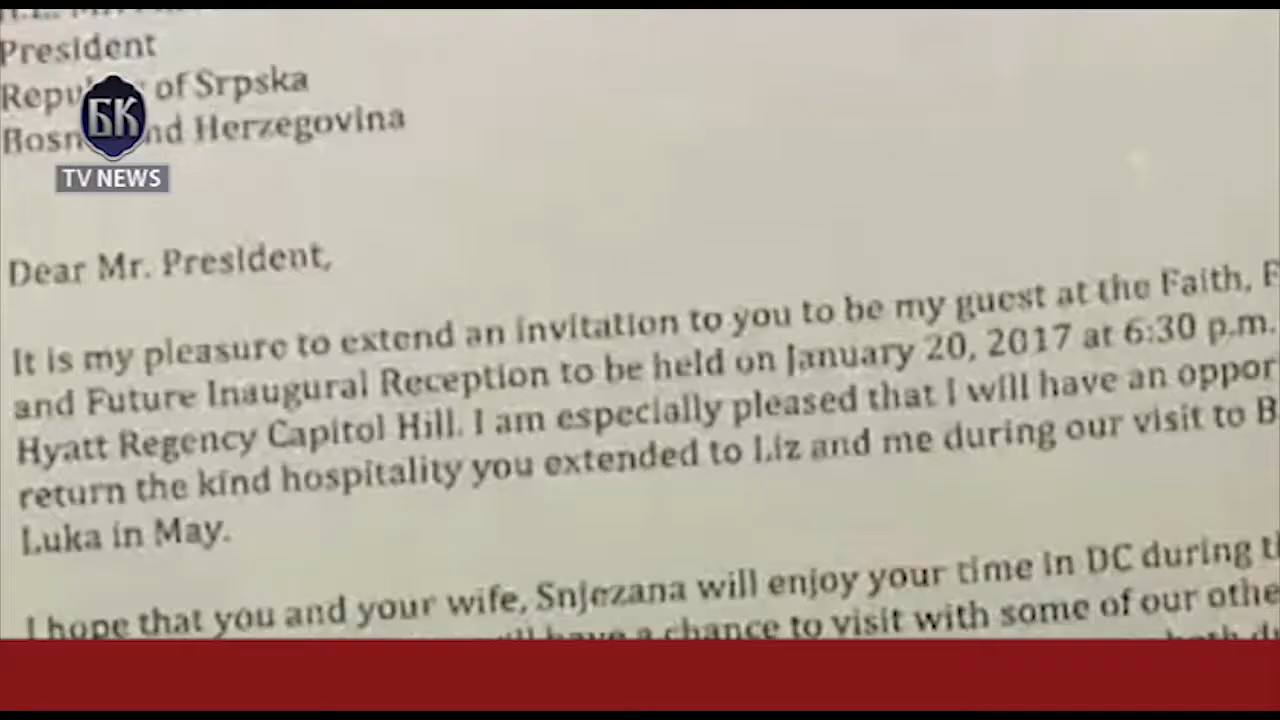 President
of Srpska
Herzegovina
БК
TV NEWS
Dear Mr. President,
It is my pleasure to extend an invitation to you to be my guest at the Faith,
and Future Inaugural Reception to be held on January 20, 2017 at 6:30 p.m.
Hyatt Regency Capitol Hill. I am especially pleased that I will have an oppor
return the kind hospitality you extended to Liz and me during our visit to B
Luka in May.
I hope that you and your wife, Snjezana will enjoy your time in DC during
have a chance to visit with some of our othe